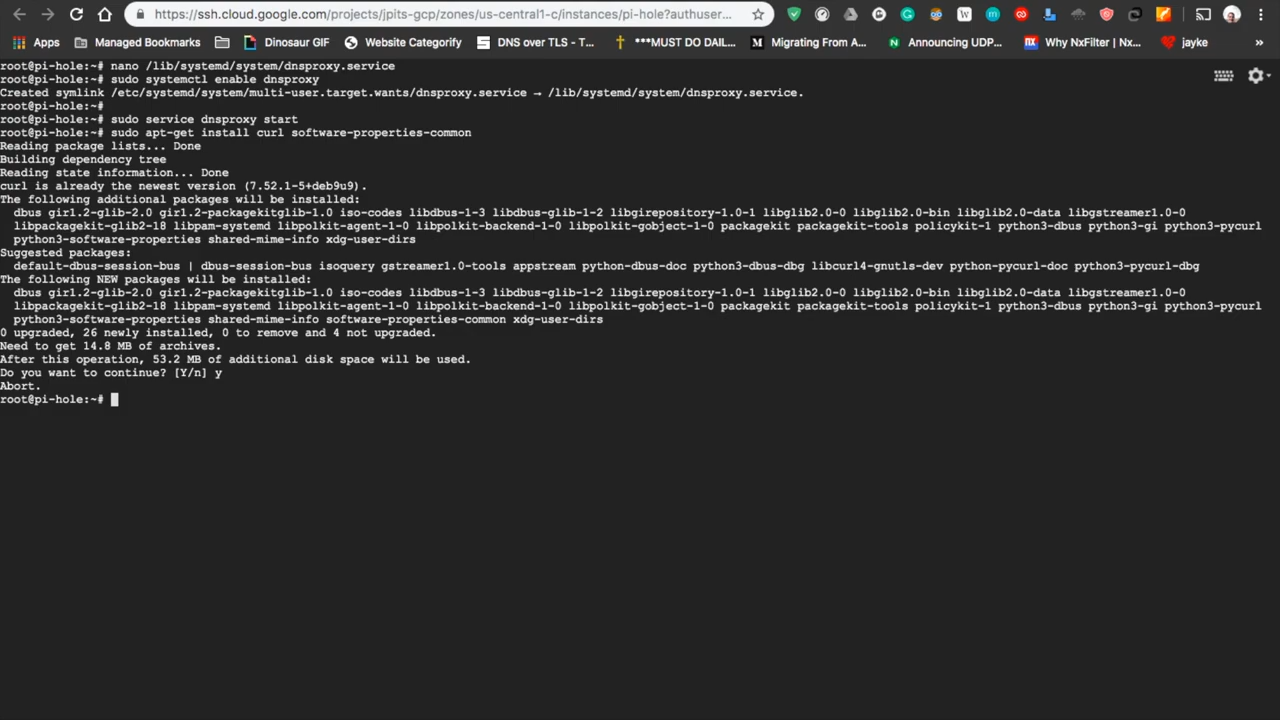 https://ssh.cloud.google.com/projects/jpits-gcp/zones/us-central1-c/instances/pi-hole?authuser...
Apps Managed Bookmarks Dinosaur GIF Website Categorify DNS over TLS - T... ***MUST DO DAIL... Migrating From A... Announcing UDP... Why NxFilter | Nx... jayke »
root@pi-hole:~# nano /lib/systemd/system/dnsproxy.service
root@pi-hole:~# sudo systemctl enable dnsproxy
Created symlink /etc/systemd/system/multi-user.target.wants/dnsproxy.service → /lib/systemd/system/dnsproxy.service.
root@pi-hole:~#
root@pi-hole:~# sudo service dnsproxy start
root@pi-hole:~# sudo apt-get install curl software-properties-common
Reading package lists... Done
Building dependency tree
Reading state information... Done
curl is already the newest version (7.52.1-5+deb9u9).
The following additional packages will be installed:
dbus gir1.2-glib-2.0 gir1.2-packagekitglib-1.0 iso-codes libdbus-1-3 libdbus-glib-1-2 libgirepository-1.0-1 libglib2.0-0 libglib2.0-bin libglib2.0-data libgstreamer1.0-0
libpackagekit-glib2-18 libpam-systemd libpolkit-agent-1-0 libpolkit-backend-1-0 libpolkit-gobject-1-0 packagekit packagekit-tools policykit-1 python3-dbus python3-gi python3-pycurl
python3-software-properties shared-mime-info xdg-user-dirs
Suggested packages:
default-dbus-session-bus | dbus-session-bus isoquery gstreamer1.0-tools appstream python-dbus-doc python3-dbus-dbg libcurl4-gnutls-dev python-pycurl-doc python3-pycurl-dbg
The following NEW packages will be installed:
dbus gir1.2-glib-2.0 gir1.2-packagekitglib-1.0 iso-codes libdbus-1-3 libdbus-glib-1-2 libgirepository-1.0-1 libglib2.0-0 libglib2.0-bin libglib2.0-data libgstreamer1.0-0
libpackagekit-glib2-18 libpam-systemd libpolkit-agent-1-0 libpolkit-backend-1-0 libpolkit-gobject-1-0 packagekit packagekit-tools policykit-1 python3-dbus python3-gi python3-pycurl
python3-software-properties shared-mime-info software-properties-common xdg-user-dirs
0 upgraded, 26 newly installed, 0 to remove and 4 not upgraded.
Need to get 14.8 MB of archives.
After this operation, 53.2 MB of additional disk space will be used.
Do you want to continue? [Y/n] y
Abort.
root@pi-hole:~#